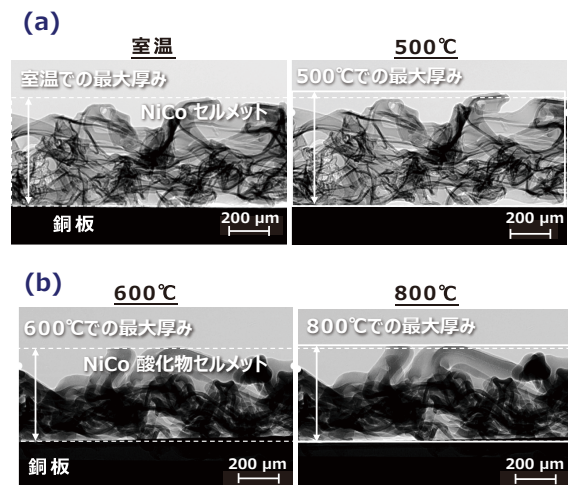 (a)
室温
500℃
室温での最大厚み
500℃での最大厚み
NiCo セルメット
銅板
200 μm
200 μm
(b)
600℃
800℃
600℃での最大厚み
800℃での最大厚み
NiCo 酸化物セルメット
銅板
200 μm
200 μm